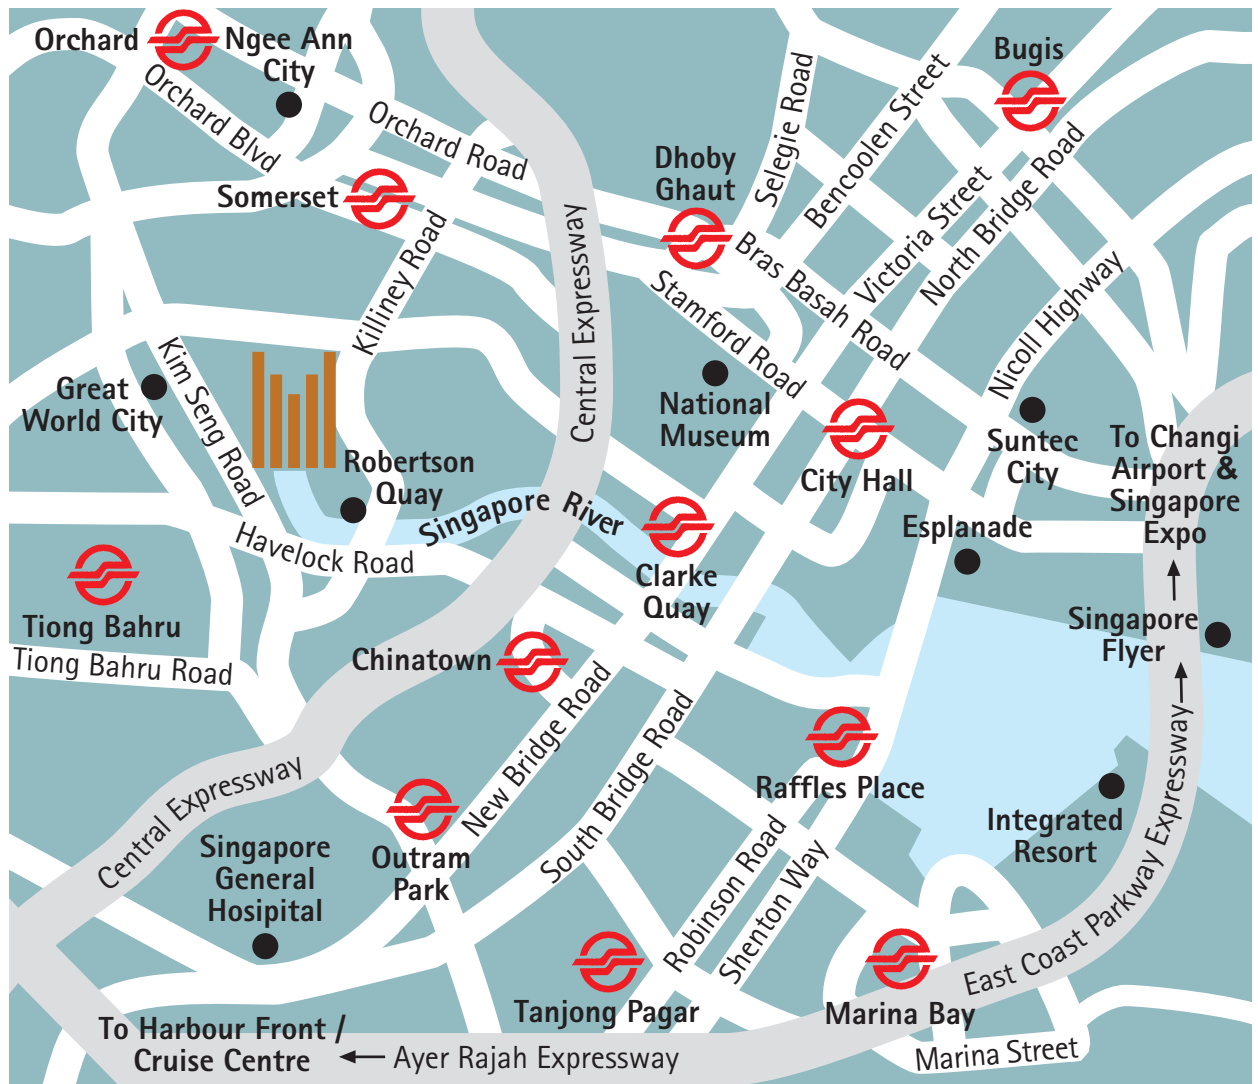 Orchard
Ngee Ann
City
Bugis
Orchard Blvd
Orchard Road
Selegie Road
Bencoolen Street
Dhoby
Ghaut
Somerset
Killiney Road
Central Expressway
Victoria Street
North Bridge Road
Bras Basah Road
Stamford Road
Nicoll Highway
Kim Seng Road
Great
World City
National
Museum
City Hall
Suntec
City
To Changi
Airport &
Singapore
Expo
Robertson
Quay
Singapore River
Havelock Road
Esplanade
Clarke
Quay
Tiong Bahru
Tiong Bahru Road
Chinatown
Singapore
Flyer
New Bridge Road
South Bridge Road
Raffles Place
Central Expressway
Integrated
Resort
East Coast Parkway Expressway
Outram
Park
Singapore
General
Hosipital
Robinson Road
Shenton Way
Tanjong Pagar
Marina Bay
Marina Street
To Harbour Front /
Cruise Centre
Ayer Rajah Expressway